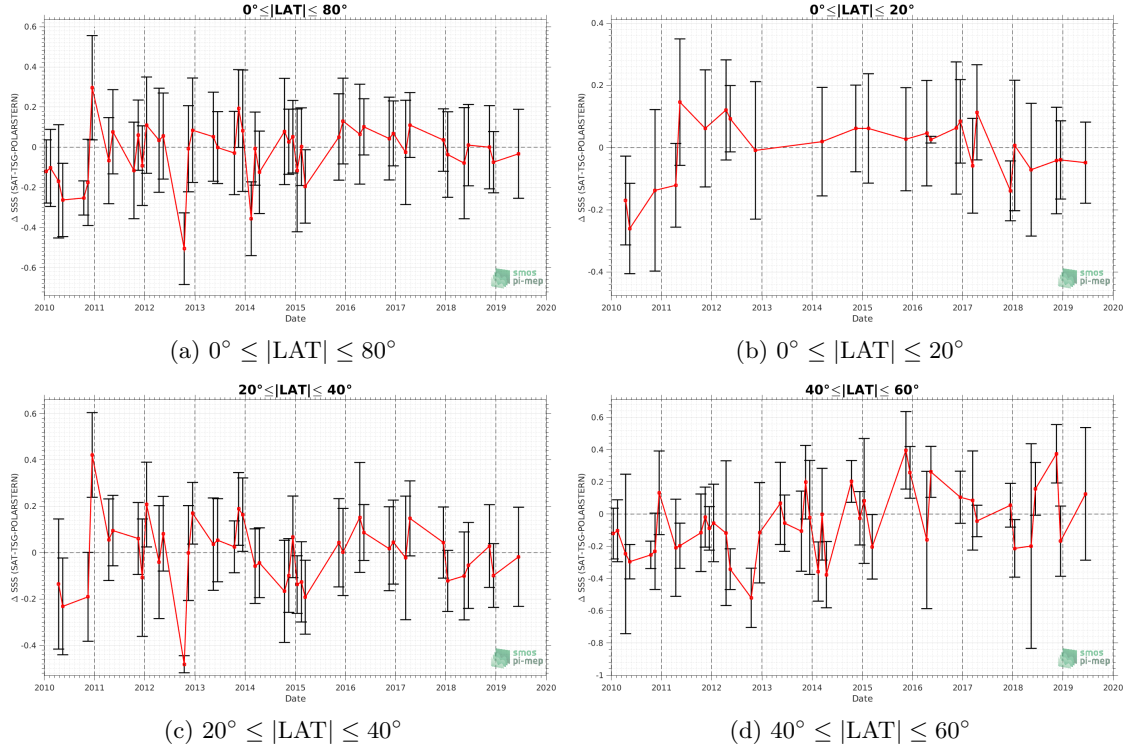 0°≤|LAT|≤ 80°
Δ SSS (SAT-TSG-POLARSTERN)
0.6
0.4
0.2
0
-0.2
-0.4
-0.6
2010 2011 2012 2013 2014 2015 2016 2017 2018 2019 2020
Date
smos
pi-mep
(a) 0° ≤ |LAT| ≤ 80°
0°≤|LAT|≤ 20°
Δ SSS (SAT-TSG-POLARSTERN)
0.4
0.2
0
-0.2
-0.4
2010 2011 2012 2013 2014 2015 2016 2017 2018 2019 2020
Date
smos
pi-mep
(b) 0° ≤ |LAT| ≤ 20°
20°≤|LAT|≤ 40°
Δ SSS (SAT-TSG-POLARSTERN)
0.6
0.4
0.2
0
-0.2
-0.4
2010 2011 2012 2013 2014 2015 2016 2017 2018 2019 2020
Date
smos
pi-mep
(c) 20° ≤ |LAT| ≤ 40°
40°≤|LAT|≤ 60°
Δ SSS (SAT-TSG-POLARSTERN)
0.6
0.4
0.2
0
-0.2
-0.4
-0.6
-0.8
-1
2010 2011 2012 2013 2014 2015 2016 2017 2018 2019 2020
Date
smos
pi-mep
(d) 40° ≤ |LAT| ≤ 60°